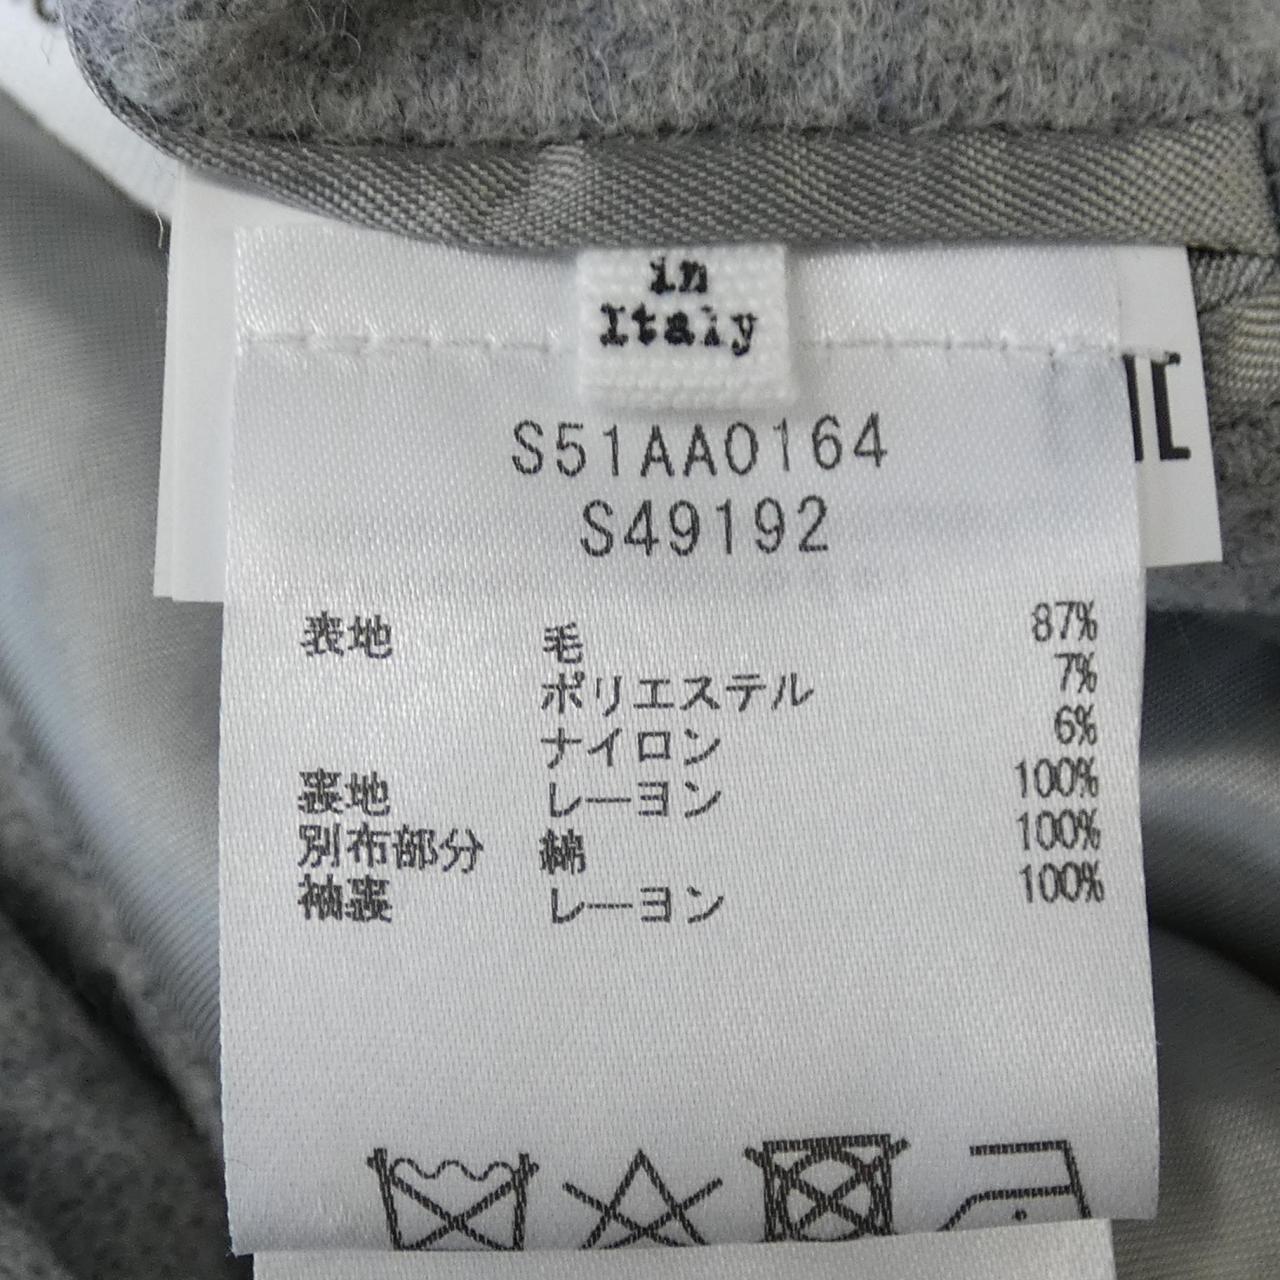 in
Italy
S51AA0164
S49192
表地 毛 87%
ポリエステル 7%
ナイロン 6%
裏地 レーヨン 100%
別布部分 綿 100%
袖裏 レーヨン 100%